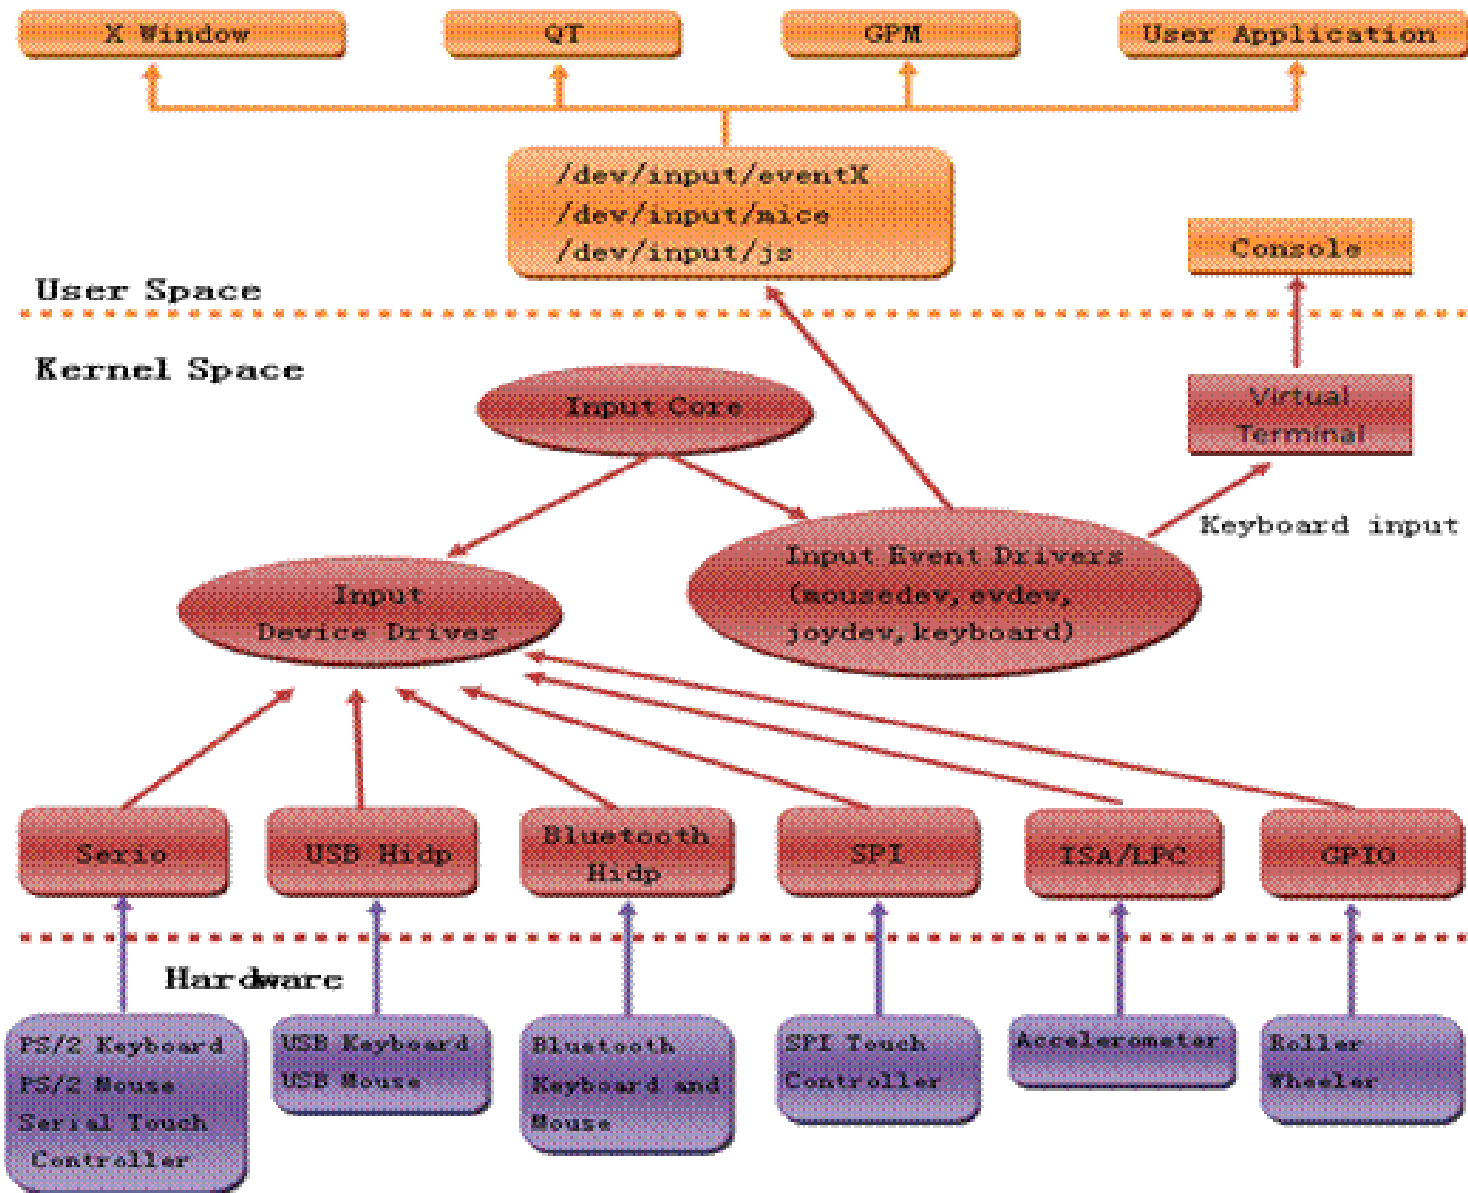 X Window
QT
GPM
User Application
/dev/input/eventX
/dev/input/mice
/dev/input/js
Console
User Space
Kernel Space
Input Core
Virtual
Terminal
Keyboard input
Input Event Drivers
(mousedev,evdev,
joydev,keyboard)
Input
Device Drives
Serio
USB Hidp
Bluetooth
Hidp
SPI
ISA/LPC
GPIO
Hardware
PS/2 Keyboard
PS/2 Mouse
Serial Touch
Controller
USB Keyboard
USB Mouse
Bluetooth
Keyboard and
Mouse
SPI Touch
Controller
Accelerometer
Roller
Wheeler